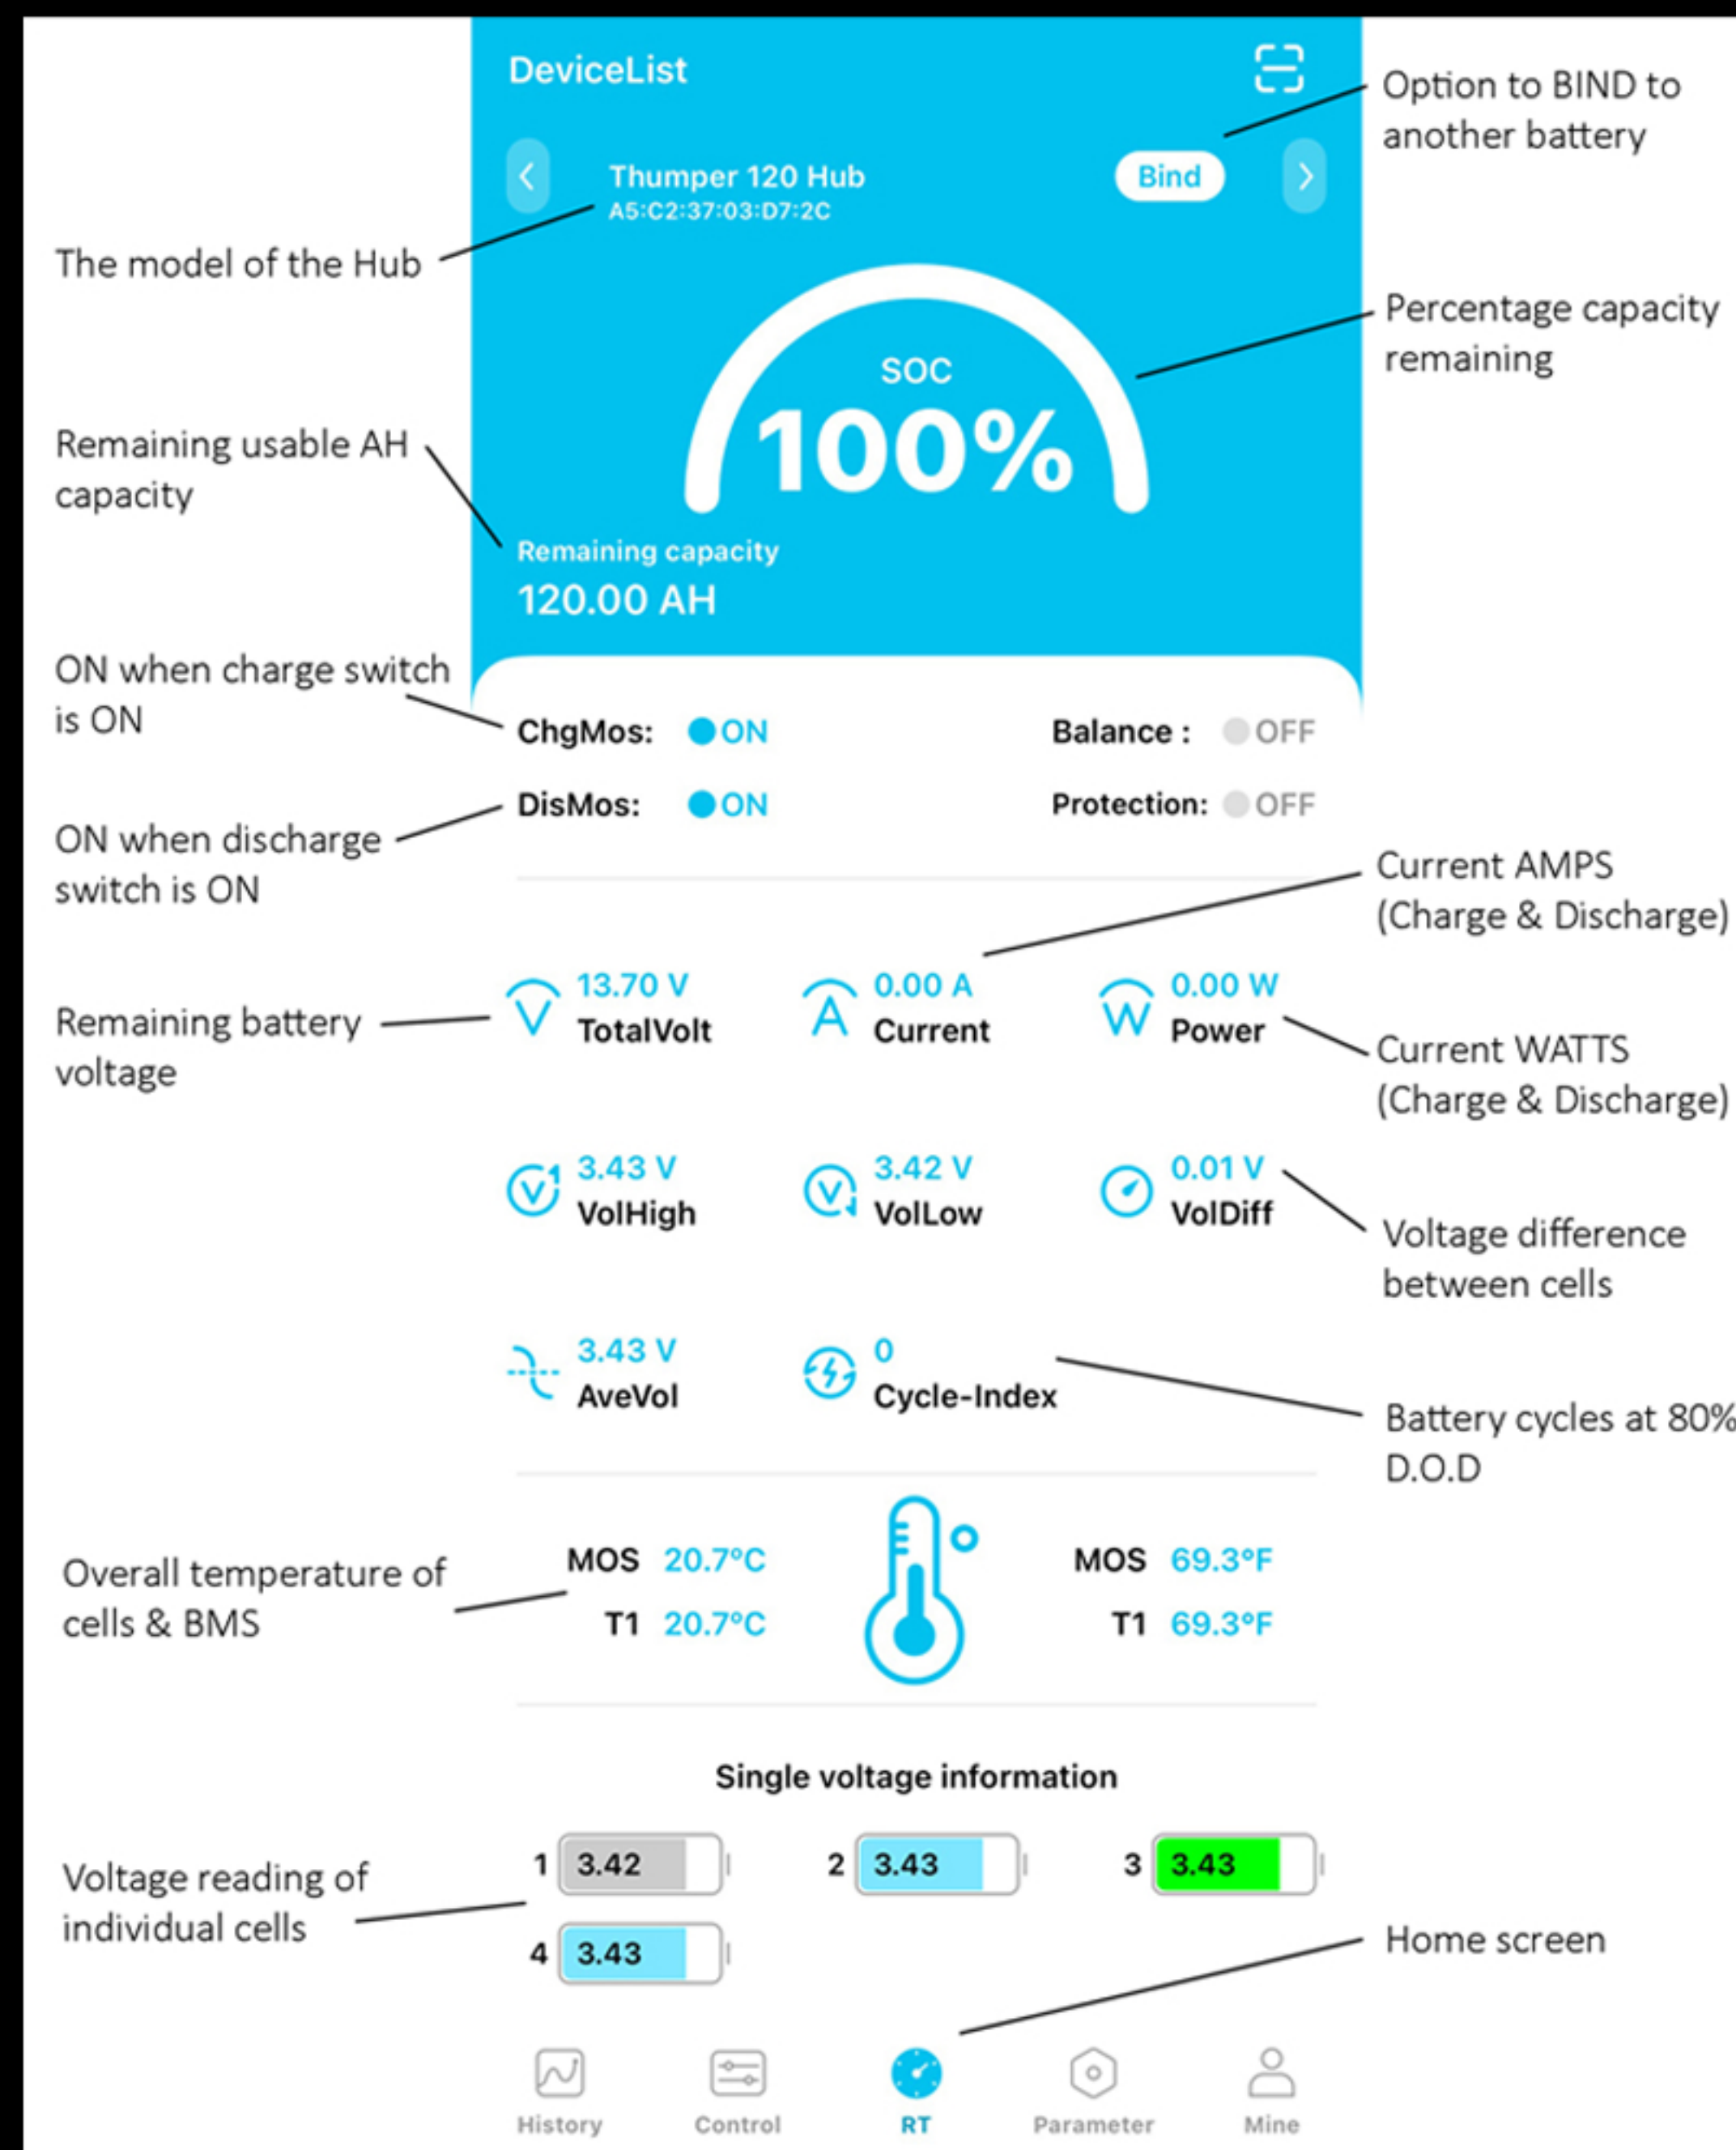 DeviceList
Option to BIND to
another battery
Thumper 120 Hub
Bind
A5:C2:37:03:D7:2C
The model of the Hub
Percentage capacity
remaining
SOC
100%
Remaining usable AH
capacity
Remaining capacity
120.00 AH
ON when charge switch
is ON
ChgMos: ON
Balance : OFF
DisMos: ON
Protection: OFF
ON when discharge
switch is ON
Current AMPS
(Charge & Discharge)
Remaining battery
voltage
13.70 V
TotalVolt
0.00 A
Current
0.00 W
Power
Current WATTS
(Charge & Discharge)
3.43 V
VolHigh
3.42 V
VolLow
0.01 V
VolDiff
Voltage difference
between cells
3.43 V
AveVol
0
Cycle-Index
Battery cycles at 80%
D.O.D
Overall temperature of
cells & BMS
MOS 20.7°C
T1 20.7°C
MOS 69.3°F
T1 69.3°F
Single voltage information
Voltage reading of
individual cells
1 3.42
2 3.43
3 3.43
4 3.43
Home screen
History
Control
RT
Parameter
Mine